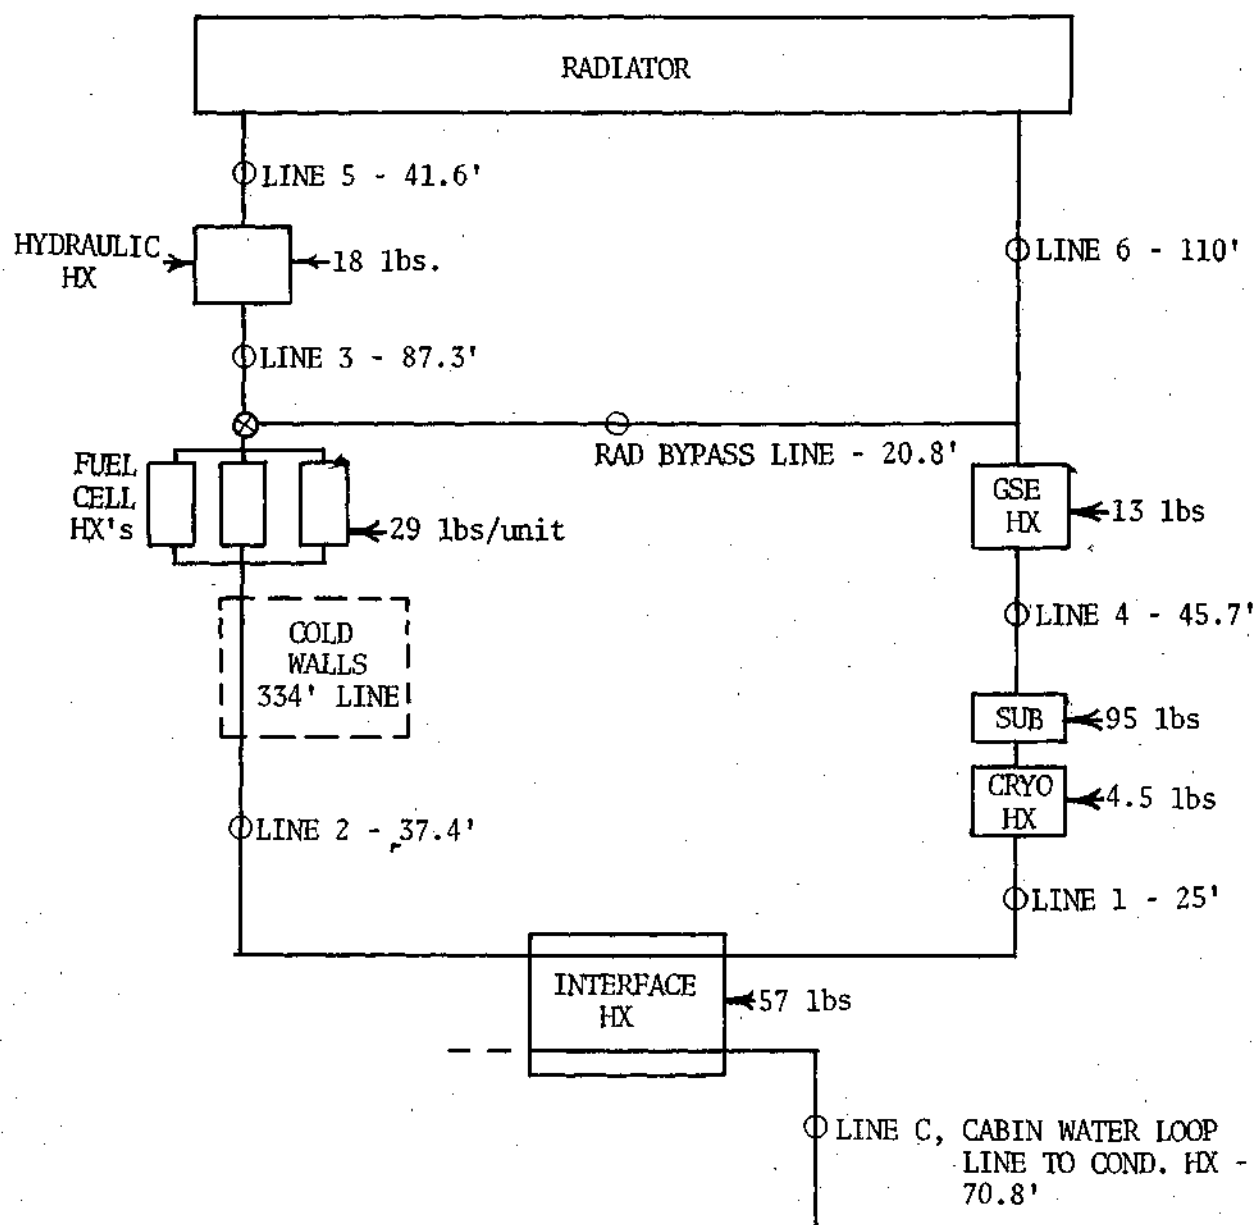 RADIATOR
LINE 5 - 41.6'
HYDRAULIC
HX
18 lbs.
LINE 6 - 110'
LINE 3 - 87.3'
RAD BYPASS LINE - 20.8'
FUEL
CELL
HX's
29 lbs/unit
GSE
HX
13 lbs
COLD
WALLS
334' LINE
LINE 4 - 45.7'
SUB
95 lbs
CRYO
HX
4.5 lbs
LINE 2 - 37.4'
LINE 1 - 25'
INTERFACE
HX
57 lbs
LINE C, CABIN WATER LOOP
LINE TO COND. HX -
70.8'